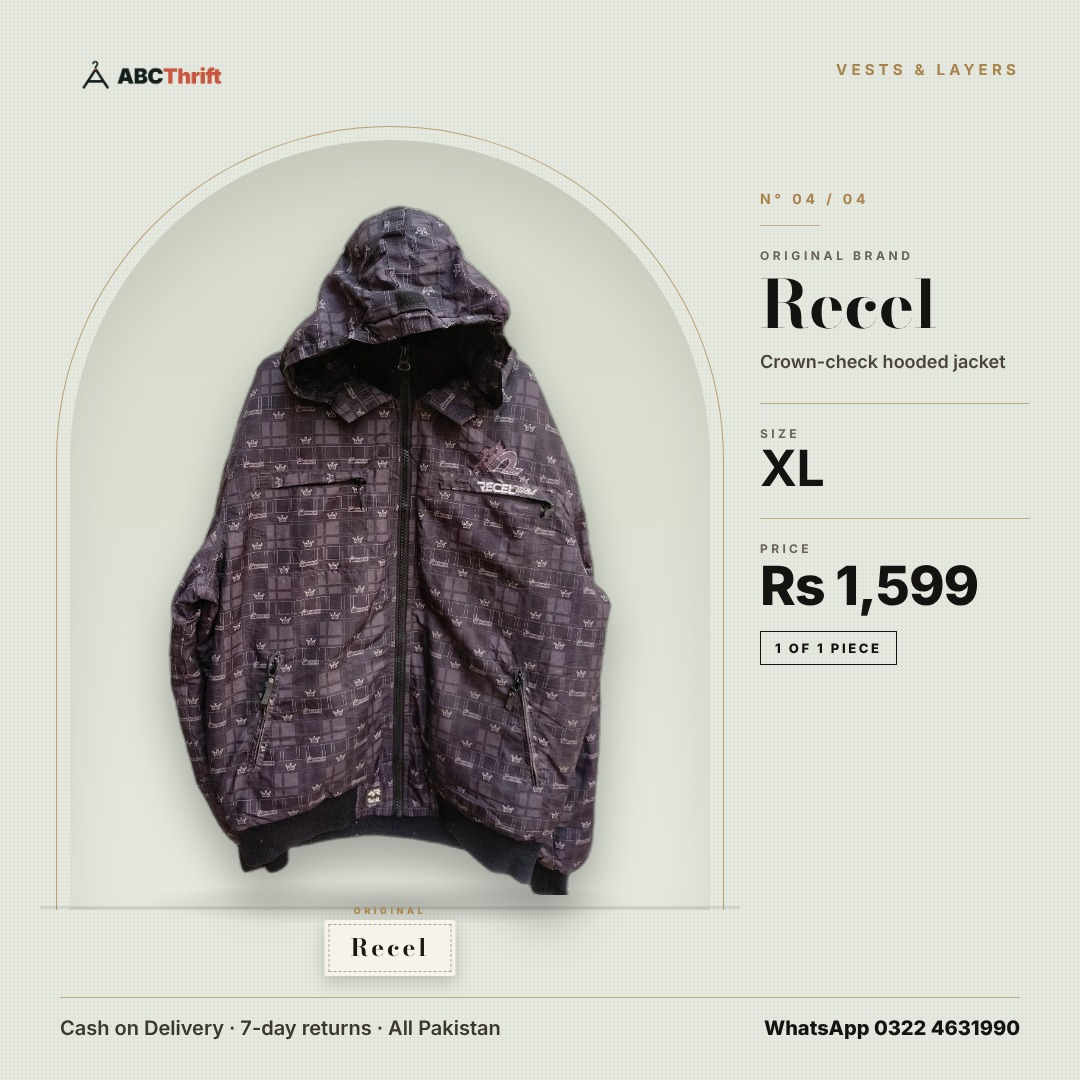 ABCThrift
VESTS & LAYERS
N° 04 / 04
ORIGINAL BRAND
Recel
Crown-check hooded jacket
SIZE
XL
PRICE
Rs 1,599
1 OF 1 PIECE
RECEL
ORIGINAL
Recel
Cash on Delivery · 7-day returns · All Pakistan
WhatsApp 0322 4631990